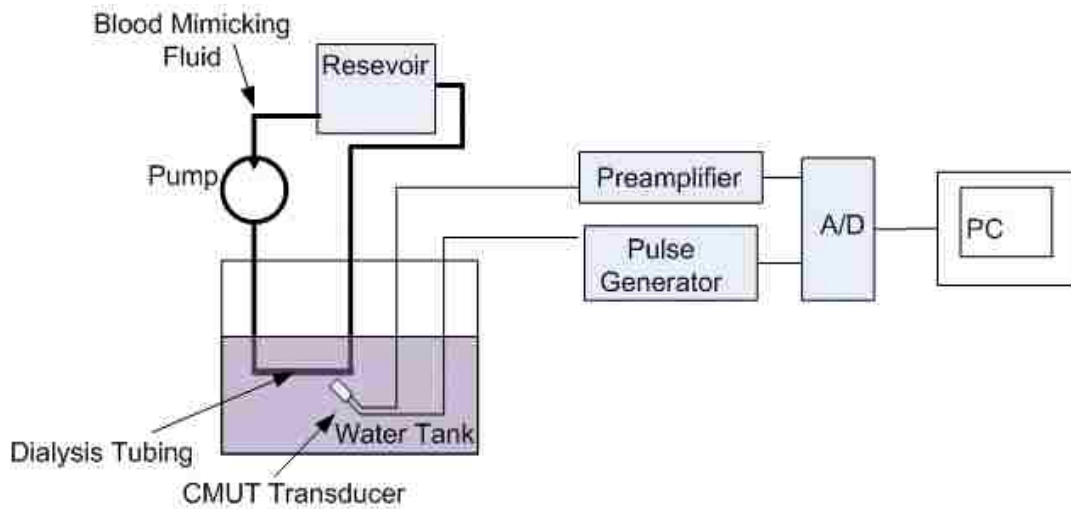 Blood Mimicking
Fluid
Resevoir
Pump
Preamplifier
A/D
PC
Pulse
Generator
Water Tank
Dialysis Tubing
CMUT Transducer